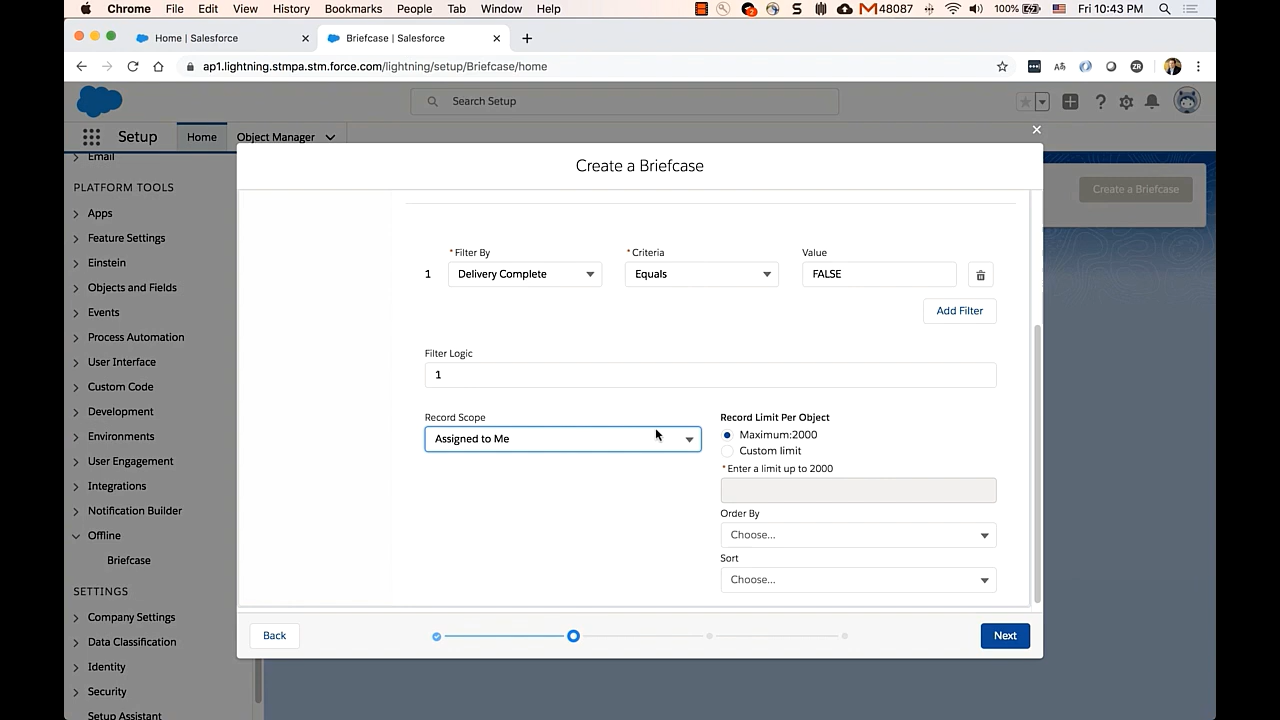 Chrome File Edit View History Bookmarks People Tab Window Help
48087 100% Fri 10:43 PM
Home | Salesforce
Briefcase | Salesforce
ap1.lightning.stmpa.stm.force.com/lightning/setup/Briefcase/home
Search Setup
Setup Home Object Manager
Create a Briefcase
Email
PLATFORM TOOLS
Apps
Feature Settings
Einstein
Objects and Fields
Events
Process Automation
User Interface
Custom Code
Development
Environments
User Engagement
Integrations
Notification Builder
Offline
Briefcase
SETTINGS
Company Settings
Data Classification
Identity
Security
Setup Assistant
Create a Briefcase
* Filter By * Criteria Value
1 Delivery Complete Equals FALSE
Add Filter
Filter Logic
1
Record Scope
Assigned to Me
Record Limit Per Object
Maximum:2000
Custom limit
* Enter a limit up to 2000
Order By
Choose...
Sort
Choose...
Back
Next